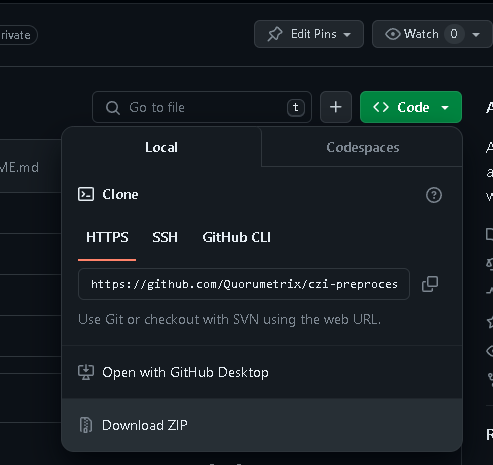 rivate
Edit Pins
Watch 0
Go to file t
Code
Local
Codespaces
ME.md
Clone
HTTPS
SSH
GitHub CLI
https://github.com/Quorumetrix/czi-preproces
Use Git or checkout with SVN using the web URL.
Open with GitHub Desktop
Download ZIP